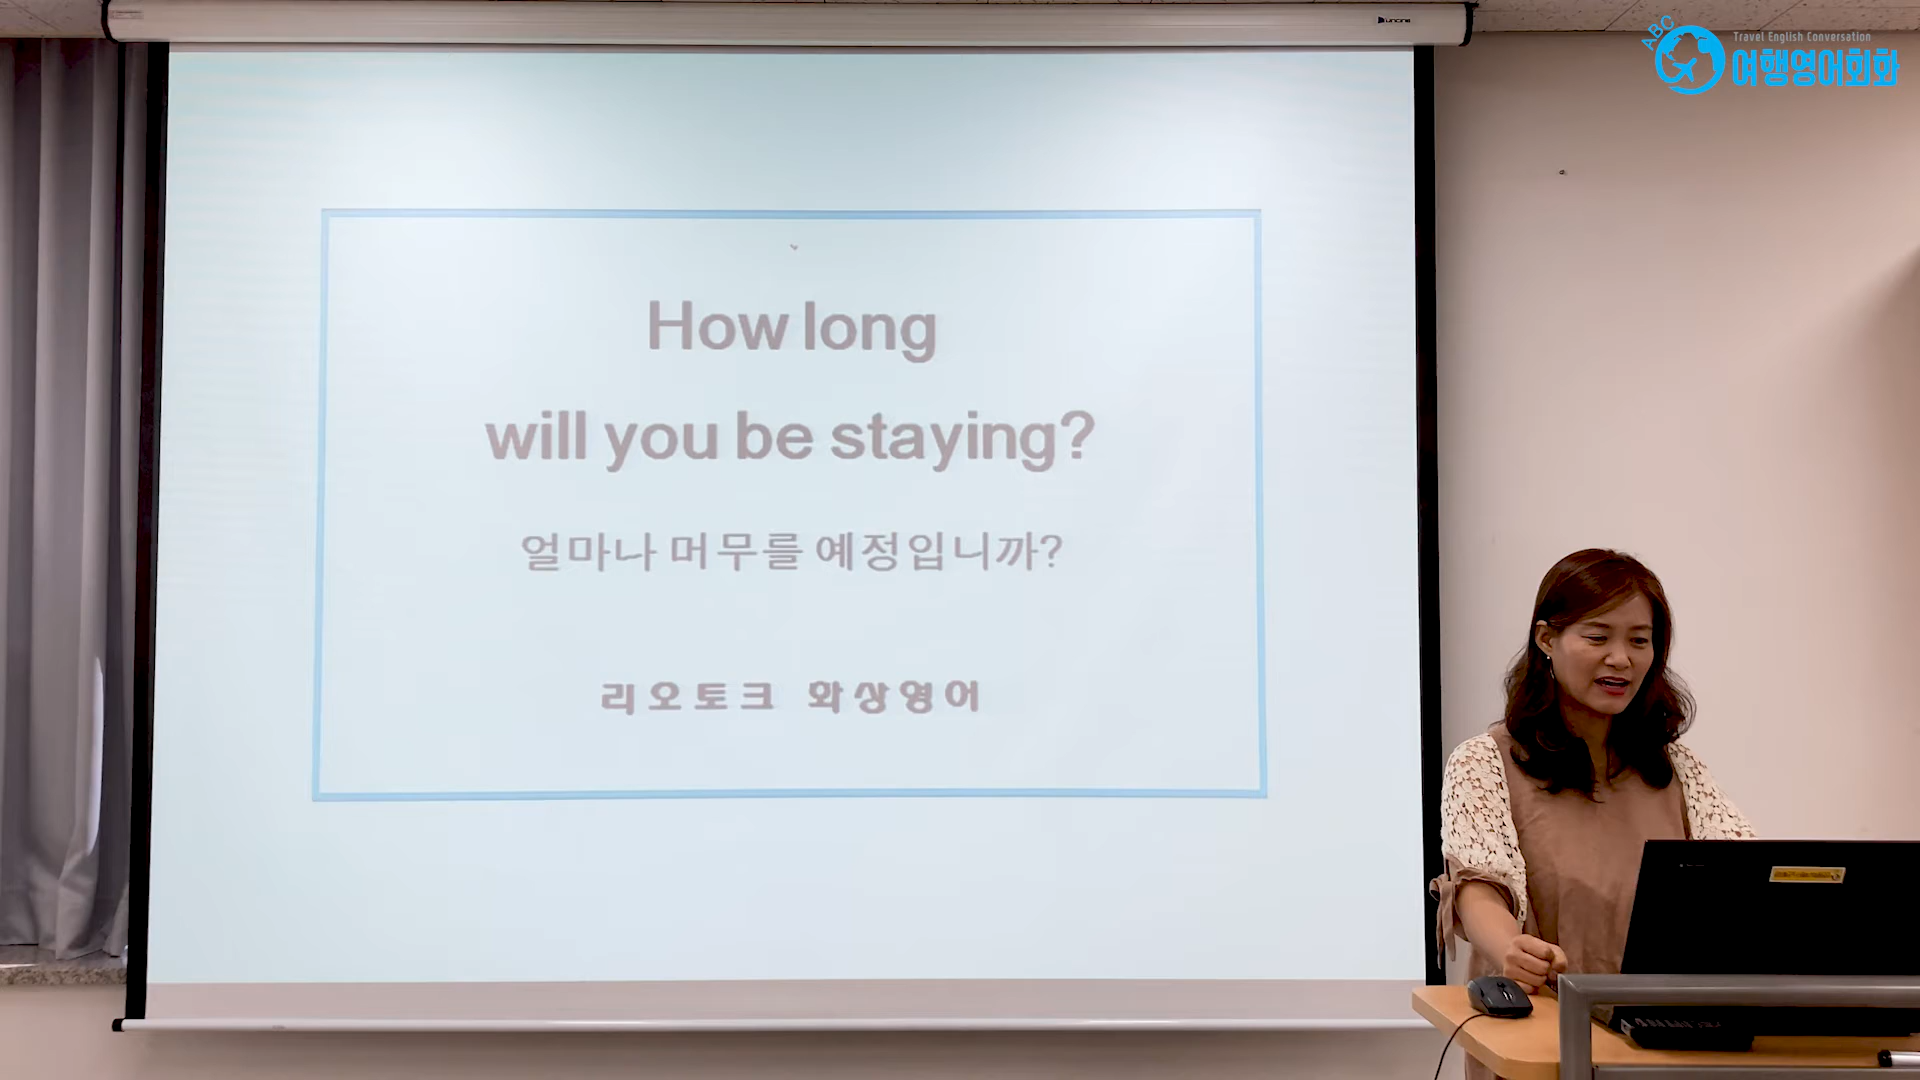 ABC
Travel English Conversation
여행영어회화
How long
will you be staying?
얼마나 머무를 예정입니까?
리오토크 화상영어